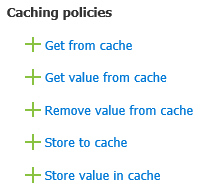 Caching policies
Get from cache
Get value from cache
Remove value from cache
Store to cache
Store value in cache